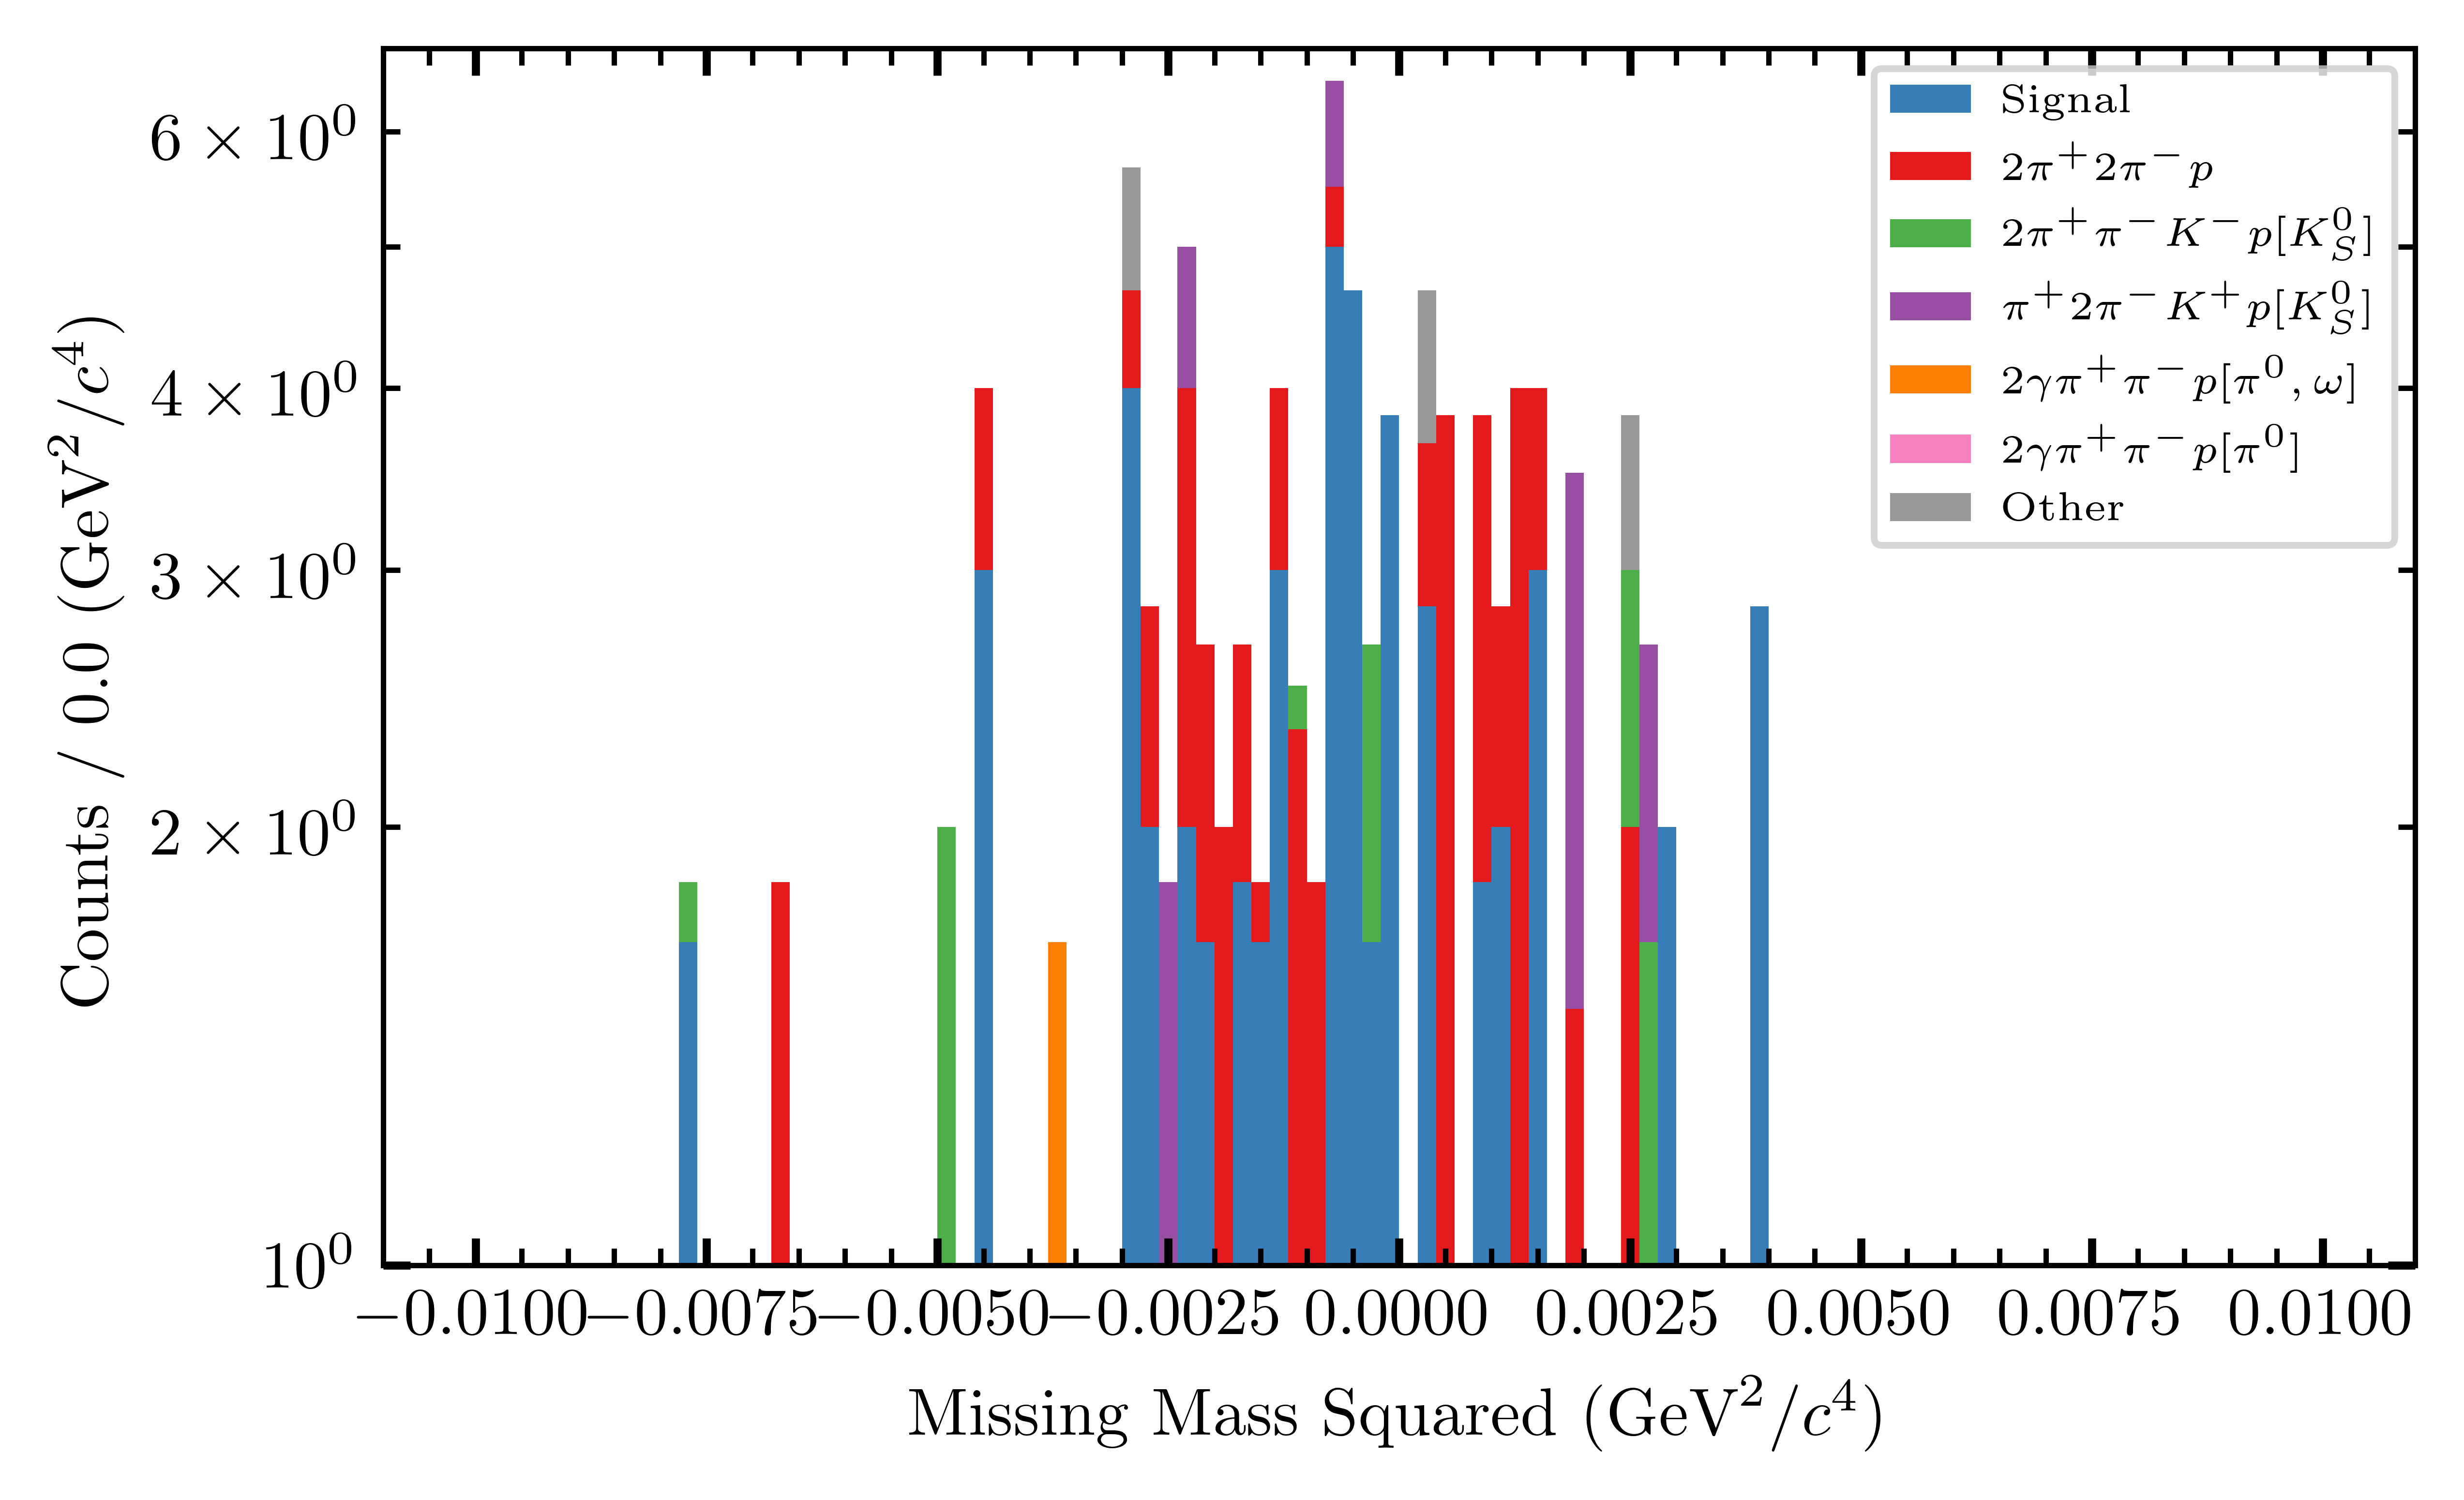 Counts / 0.0 (GeV²/c⁴)
6 × 10⁰
4 × 10⁰
3 × 10⁰
2 × 10⁰
10⁰
Signal
2π⁺2π⁻p
2π⁺π⁻K⁻p[K⁰_S]
π⁺2π⁻K⁺p[K⁰_S]
2γπ⁺π⁻p[π⁰, ω]
2γπ⁺π⁻p[π⁰]
Other
−0.0100 −0.0075 −0.0050 −0.0025 0.0000 0.0025 0.0050 0.0075 0.0100
Missing Mass Squared (GeV²/c⁴)